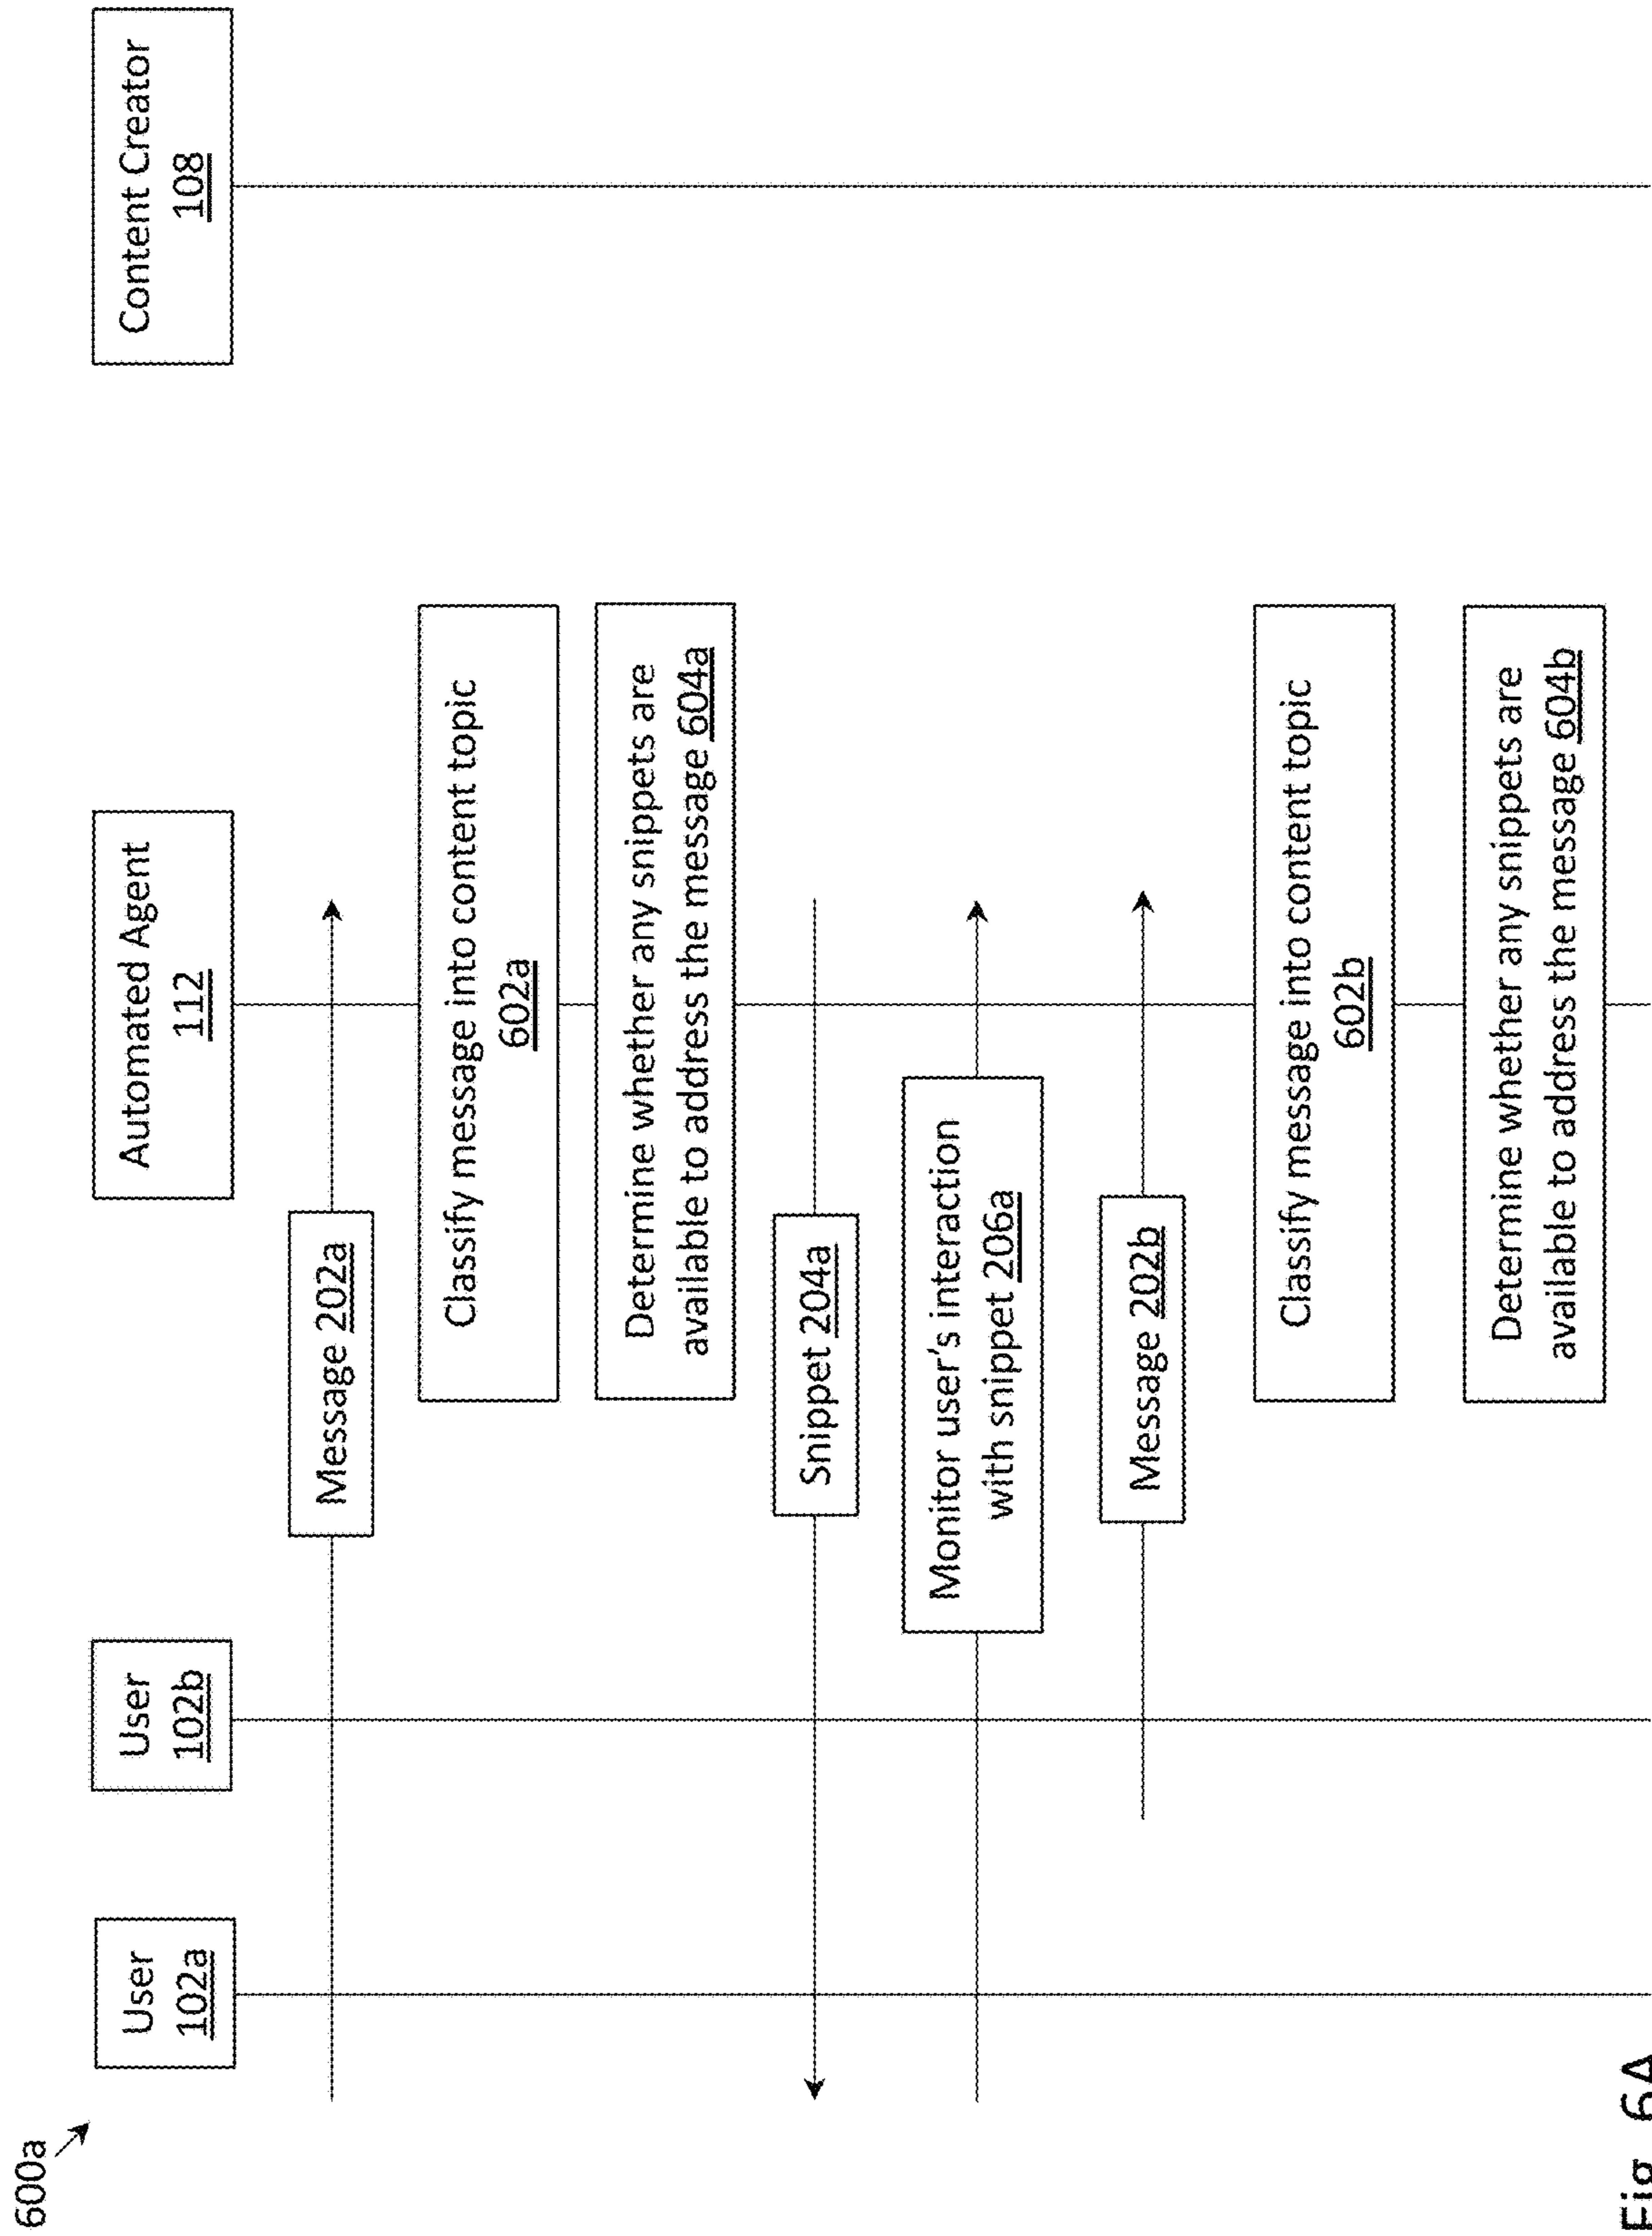 600a
User
102a
User
102b
Automated Agent
112
Content Creator
108
Message 202a
Classify message into content topic
602a
Determine whether any snippets are
available to address the message 604a
Snippet 204a
Monitor user's interaction
with snippet 206a
Message 202b
Classify message into content topic
602b
Determine whether any snippets are
available to address the message 604b
Fig. 6A